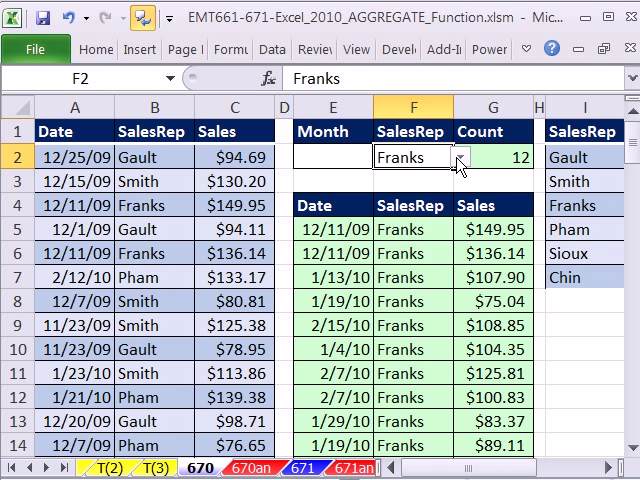 EMT661-671-Excel_2010_AGGREGATE_Function.xlsm - Mic...
File Home Inser Page I Formu Data Reviev View Devel Add-I Power
F2 fx Franks
A B C D E F G H I
1 Date SalesRep Sales Month SalesRep Count SalesRep
2 12/25/09 Gault $94.69 Franks 12 Gault
3 12/15/09 Smith $130.20 Smith
4 12/11/09 Franks $149.95 Date SalesRep Sales Franks
5 12/1/09 Gault $94.11 12/11/09 Franks $149.95 Pham
6 12/11/09 Franks $136.14 12/11/09 Franks $136.14 Sioux
7 2/12/10 Pham $133.17 1/13/10 Franks $107.90 Chin
8 12/7/09 Smith $80.81 1/19/10 Franks $75.04
9 11/23/09 Smith $125.38 2/15/10 Franks $108.85
10 11/23/09 Gault $78.95 1/4/10 Franks $104.35
11 1/23/10 Smith $113.86 2/7/10 Franks $125.81
12 1/21/10 Pham $139.38 2/7/10 Franks $100.83
13 12/20/09 Gault $98.71 1/29/10 Franks $83.37
14 12/7/09 Pham $76.65 1/19/10 Franks $89.11
T(2) T(3) 670 670an 671 671an